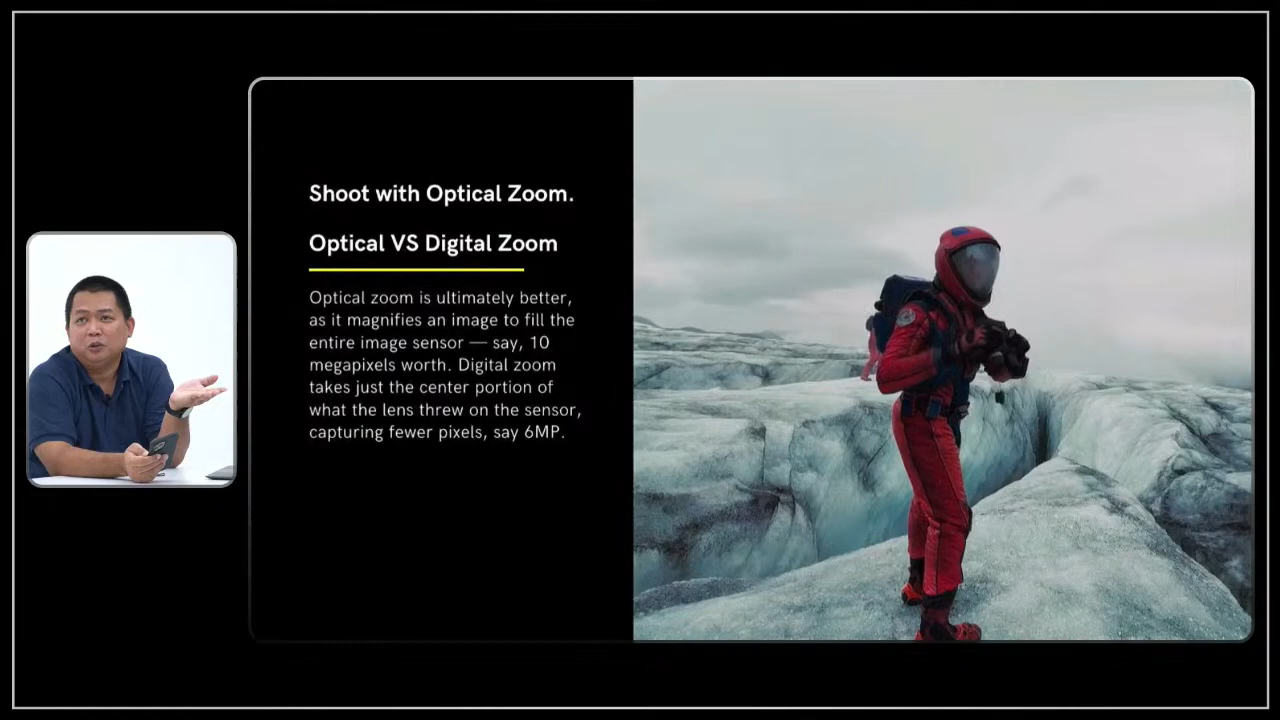 Shoot with Optical Zoom.
Optical VS Digital Zoom
Optical zoom is ultimately better,
as it magnifies an image to fill the
entire image sensor — say, 10
megapixels worth. Digital zoom
takes just the center portion of
what the lens threw on the sensor,
capturing fewer pixels, say 6MP.